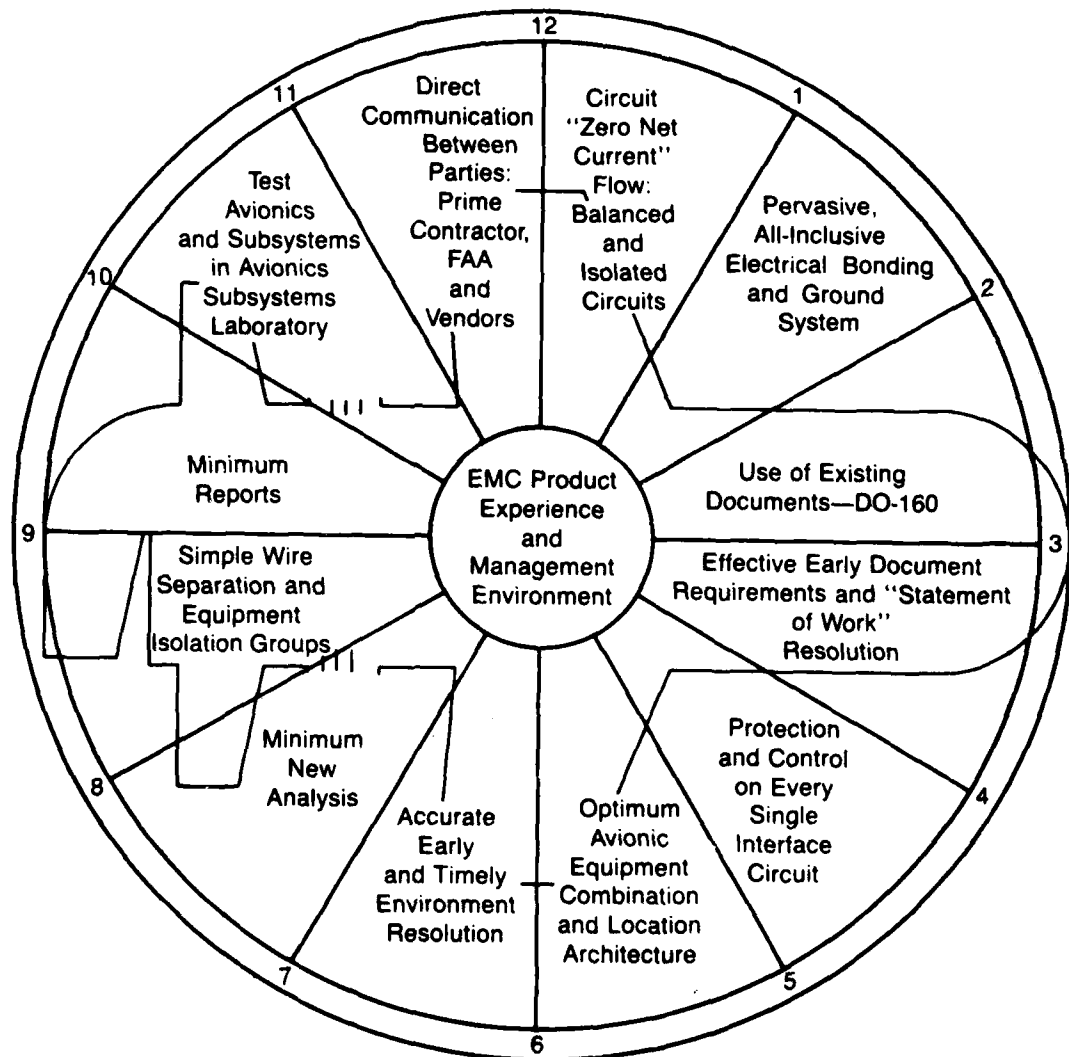 12
Direct
Communication
Between
Parties:
Prime
Contractor,
FAA
and
Vendors
Circuit
"Zero Net
Current"
Flow:
Balanced
and
Isolated
Circuits
1
Pervasive,
All-Inclusive
Electrical Bonding
and Ground
System
2
Use of Existing
Documents—DO-160
3
Effective Early Document
Requirements and "Statement
of Work"
Resolution
4
Protection
and Control
on Every
Single
Interface
Circuit
5
Optimum
Avionic
Equipment
Combination
and Location
Architecture
6
Accurate
Early
and Timely
Environment
Resolution
7
Minimum
New
Analysis
8
Simple Wire
Separation and
Equipment
Isolation Groups
9
Minimum
Reports
10
Test
Avionics
and Subsystems
in Avionics
Subsystems
Laboratory
11
EMC Product
Experience
and
Management
Environment